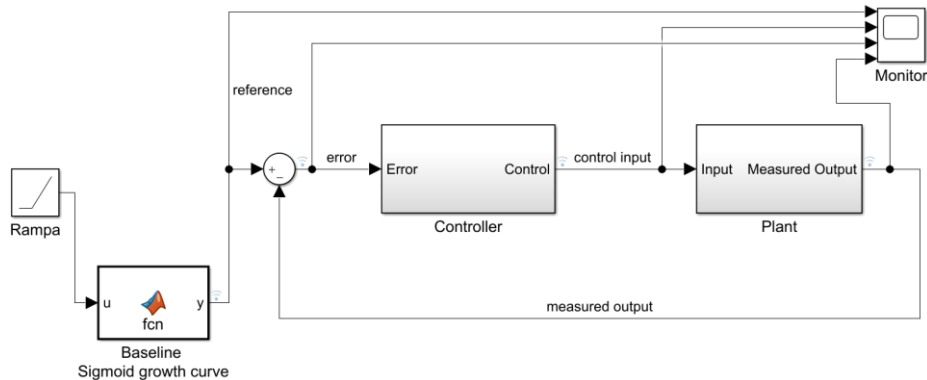 Monitor
reference
error
control input
Error
Control
Input
Measured Output
+
−
Rampa
Controller
Plant
u
y
fcn
measured output
Baseline
Sigmoid growth curve